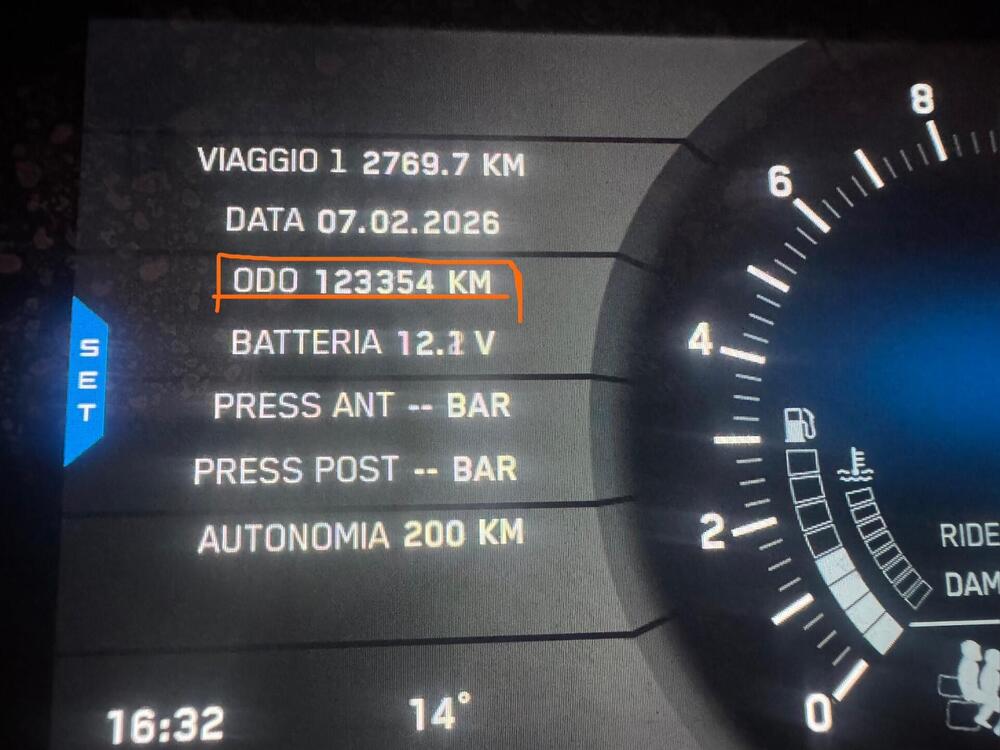 VIAGGIO 1 2769.7 KM
DATA 07.02.2026
ODO 123354 KM
BATTERIA 12.1 V
PRESS ANT -- BAR
PRESS POST -- BAR
AUTONOMIA 200 KM
SET
16:32
14°
8
6
4
2
0
RIDE